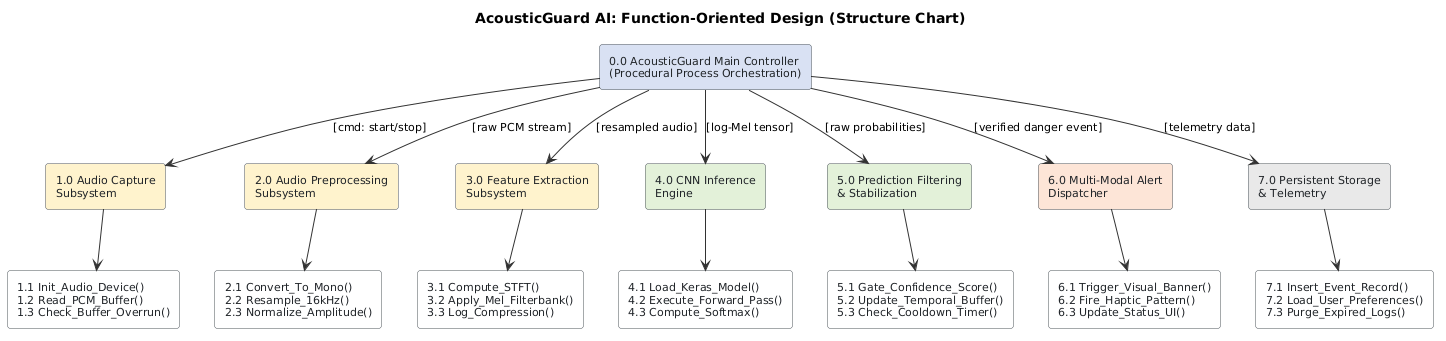 AcousticGuard AI: Function-Oriented Design (Structure Chart)
0.0 AcousticGuard Main Controller
(Procedural Process Orchestration)
[cmd: start/stop]
[raw PCM stream]
[resampled audio]
[log-Mel tensor]
[raw probabilities]
[verified danger event]
[telemetry data]
1.0 Audio Capture
Subsystem
2.0 Audio Preprocessing
Subsystem
3.0 Feature Extraction
Subsystem
4.0 CNN Inference
Engine
5.0 Prediction Filtering
& Stabilization
6.0 Multi-Modal Alert
Dispatcher
7.0 Persistent Storage
& Telemetry
1.1 Init_Audio_Device()
1.2 Read_PCM_Buffer()
1.3 Check_Buffer_Overrun()
2.1 Convert_To_Mono()
2.2 Resample_16kHz()
2.3 Normalize_Amplitude()
3.1 Compute_STFT()
3.2 Apply_Mel_Filterbank()
3.3 Log_Compression()
4.1 Load_Keras_Model()
4.2 Execute_Forward_Pass()
4.3 Compute_Softmax()
5.1 Gate_Confidence_Score()
5.2 Update_Temporal_Buffer()
5.3 Check_Cooldown_Timer()
6.1 Trigger_Visual_Banner()
6.2 Fire_Haptic_Pattern()
6.3 Update_Status_UI()
7.1 Insert_Event_Record()
7.2 Load_User_Preferences()
7.3 Purge_Expired_Logs()